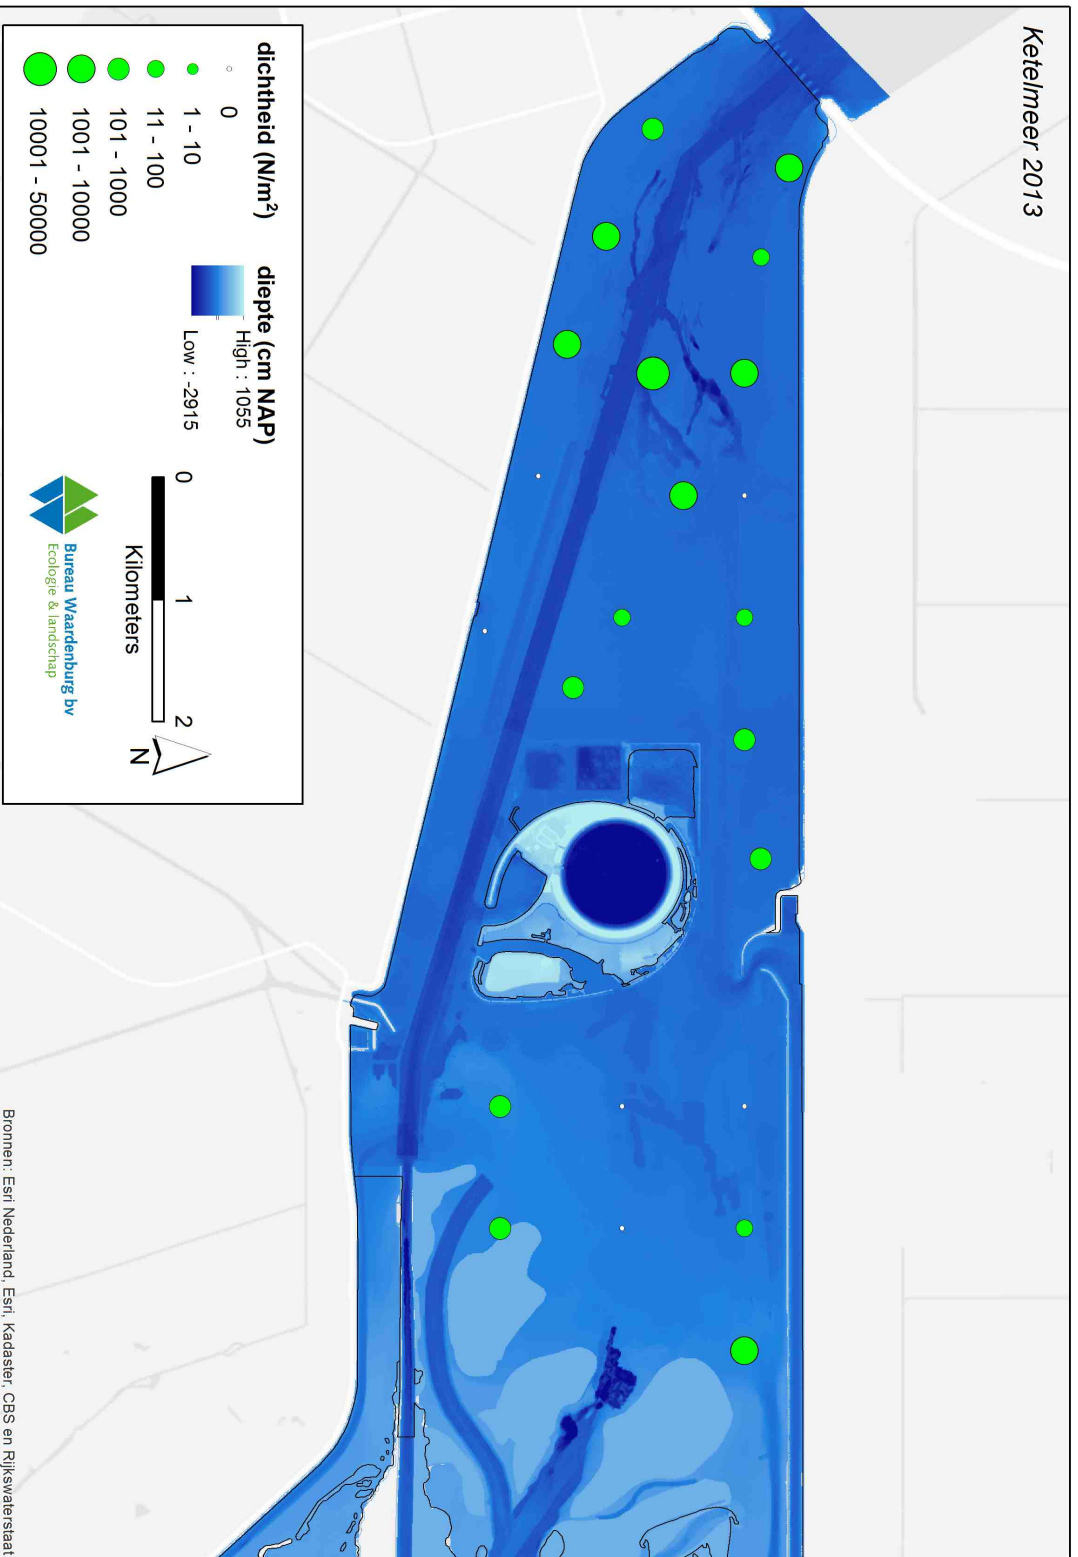 Ketelmeer 2013
dichtheid (N/m²)
0
1 - 10
11 - 100
101 - 1000
1001 - 10000
10001 - 50000
diepte (cm NAP)
High : 1055
Low : -2915
0 1 2
Kilometers
N
Bureau Waardenburg bv
Ecologie & landschap
Bronnen: Esri Nederland, Esri, Kadaster, CBS en Rijkswaterstaat